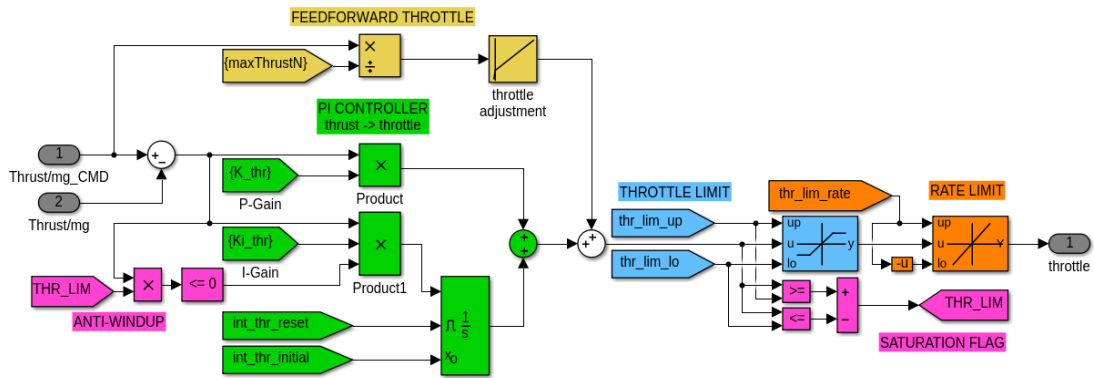 FEEDFORWARD THROTTLE
{maxThrustN}
×
÷
throttle
adjustment
PI CONTROLLER
thrust -> throttle
1
Thrust/mg_CMD
+
−
2
Thrust/mg
{K_thr}
P-Gain
×
Product
{Ki_thr}
I-Gain
×
Product1
THR_LIM
×
<= 0
ANTI-WINDUP
int_thr_reset
int_thr_initial
1
s
xo
+
+
+
+
THROTTLE LIMIT
thr_lim_up
thr_lim_lo
up
u
lo
y
thr_lim_rate
RATE LIMIT
up
u
lo
Y
-u
1
throttle
>=
<=
+
−
THR_LIM
SATURATION FLAG